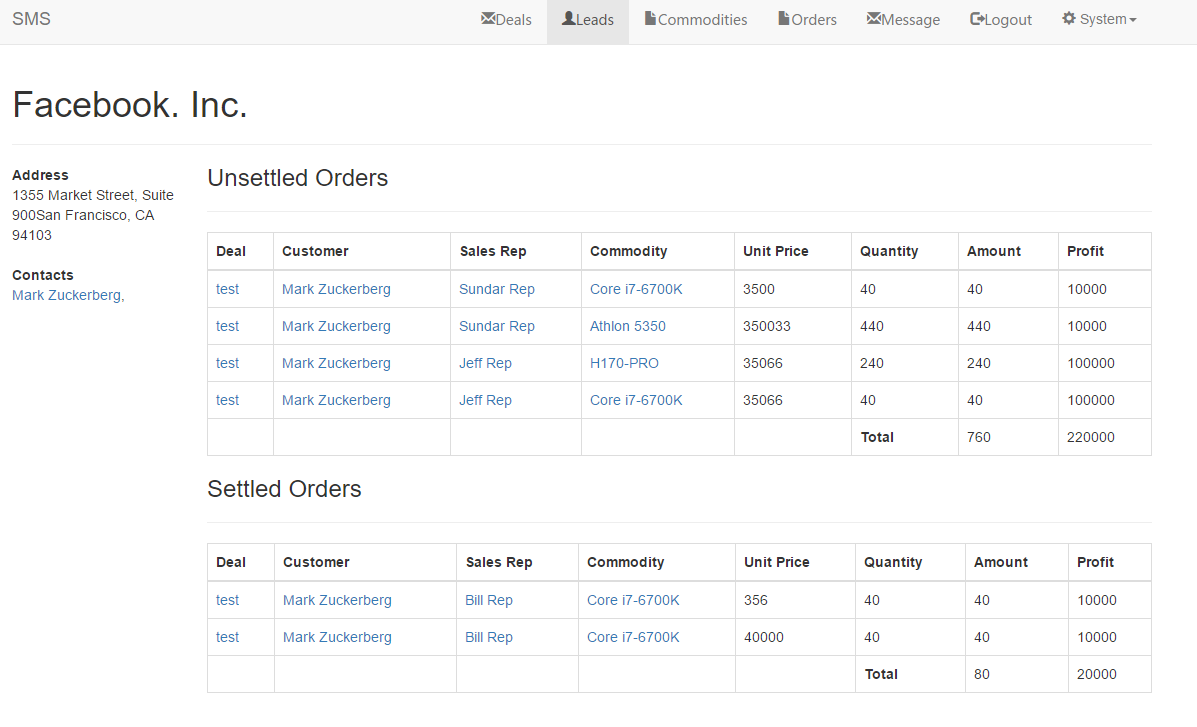 SMS Deals Leads Commodities Orders Message Logout System
Facebook. Inc.
Address
1355 Market Street, Suite
900San Francisco, CA
94103
Contacts
Mark Zuckerberg,
Unsettled Orders
Deal Customer Sales Rep Commodity Unit Price Quantity Amount Profit
test Mark Zuckerberg Sundar Rep Core i7-6700K 3500 40 40 10000
test Mark Zuckerberg Sundar Rep Athlon 5350 350033 440 440 10000
test Mark Zuckerberg Jeff Rep H170-PRO 35066 240 240 100000
test Mark Zuckerberg Jeff Rep Core i7-6700K 35066 40 40 100000
Total 760 220000
Settled Orders
Deal Customer Sales Rep Commodity Unit Price Quantity Amount Profit
test Mark Zuckerberg Bill Rep Core i7-6700K 356 40 40 10000
test Mark Zuckerberg Bill Rep Core i7-6700K 40000 40 40 10000
Total 80 20000